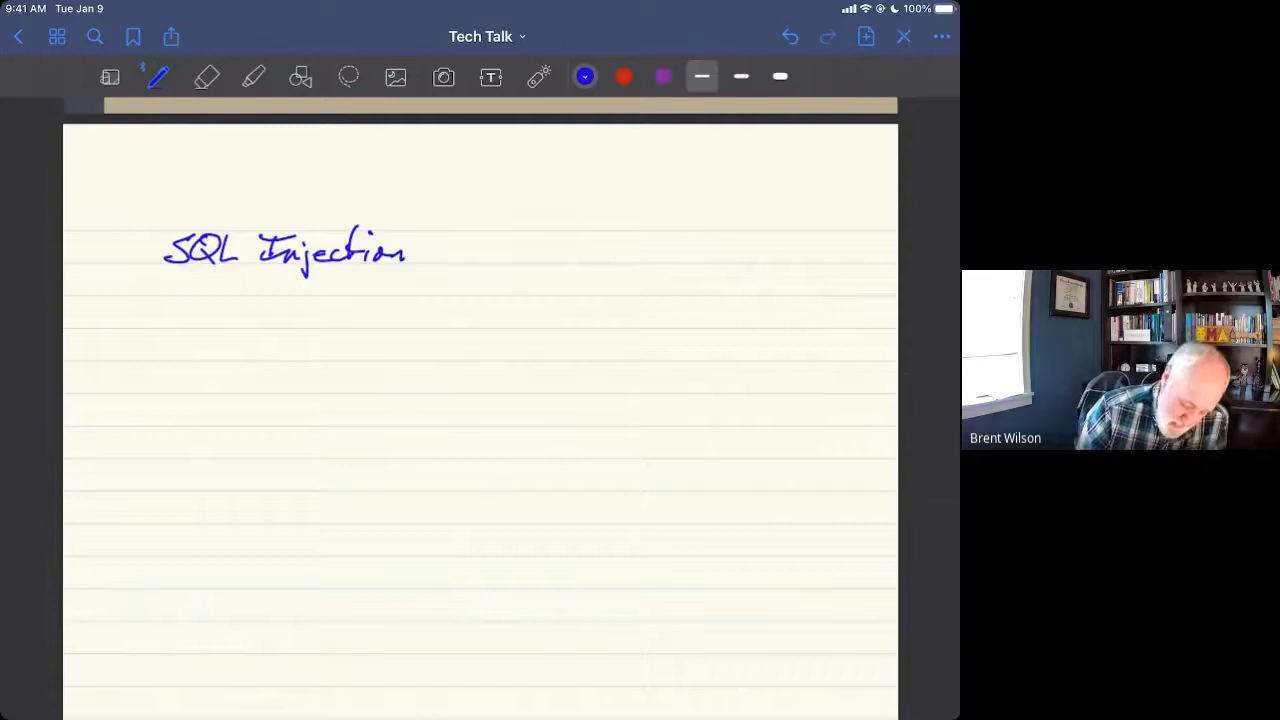 9:41 AM Tue Jan 9
100%
Tech Talk
T
SQL Injection
Brent Wilson